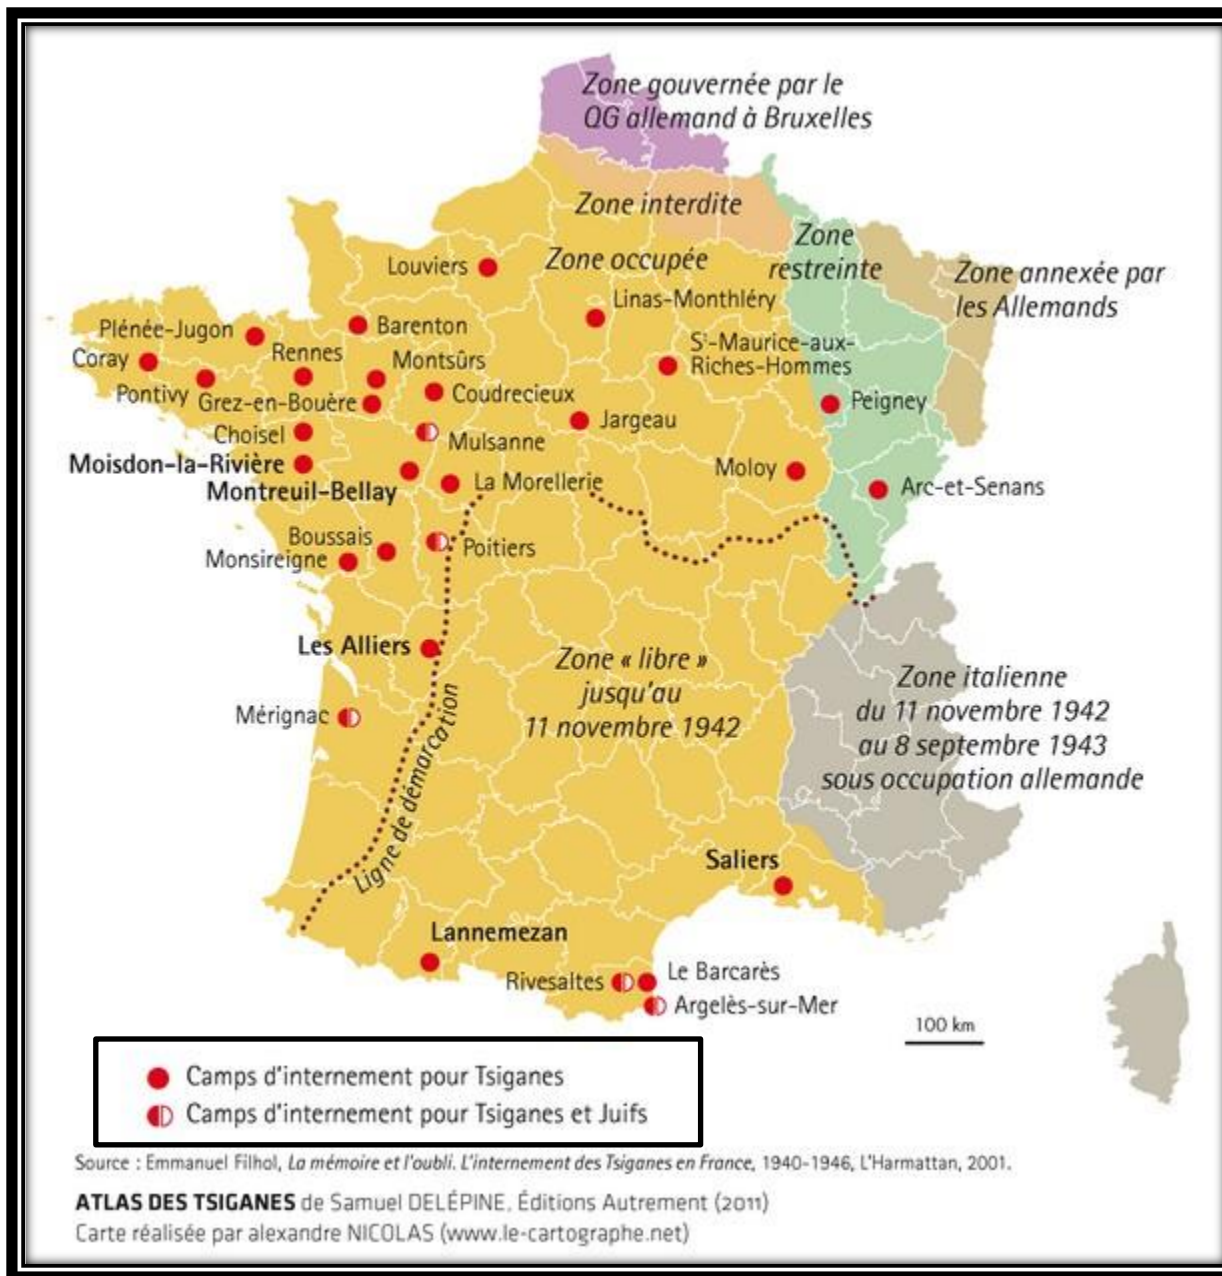 Zone gouvernée par le
QG allemand à Bruxelles
Zone interdite
Zone
restreinte
Zone occupée
Zone annexée par
les Allemands
Louviers
Linas-Monthléry
Plénée-Jugon
Barenton
Coray
Rennes
Montsûrs
St-Maurice-aux-
Riches-Hommes
Pontivy
Grez-en-Bouère
Coudrecieux
Peigney
Choisel
Mulsanne
Jargeau
Moisdon-la-Rivière
Montreuil-Bellay
La Morellerie
Moloy
Arc-et-Senans
Boussais
Monsireigne
Poitiers
Les Alliers
Zone « libre »
jusqu'au
11 novembre 1942
Zone italienne
du 11 novembre 1942
au 8 septembre 1943
sous occupation allemande
Mérignac
Ligne de démarcation
Saliers
Lannemezan
Rivesaltes
Le Barcarès
Argelès-sur-Mer
100 km
Camps d'internement pour Tsiganes
Camps d'internement pour Tsiganes et Juifs
Source : Emmanuel Filhol, La mémoire et l'oubli. L'internement des Tsiganes en France, 1940-1946, L'Harmattan, 2001.
ATLAS DES TSIGANES de Samuel DELÉPINE, Éditions Autrement (2011)
Carte réalisée par alexandre NICOLAS (www.le-cartographe.net)